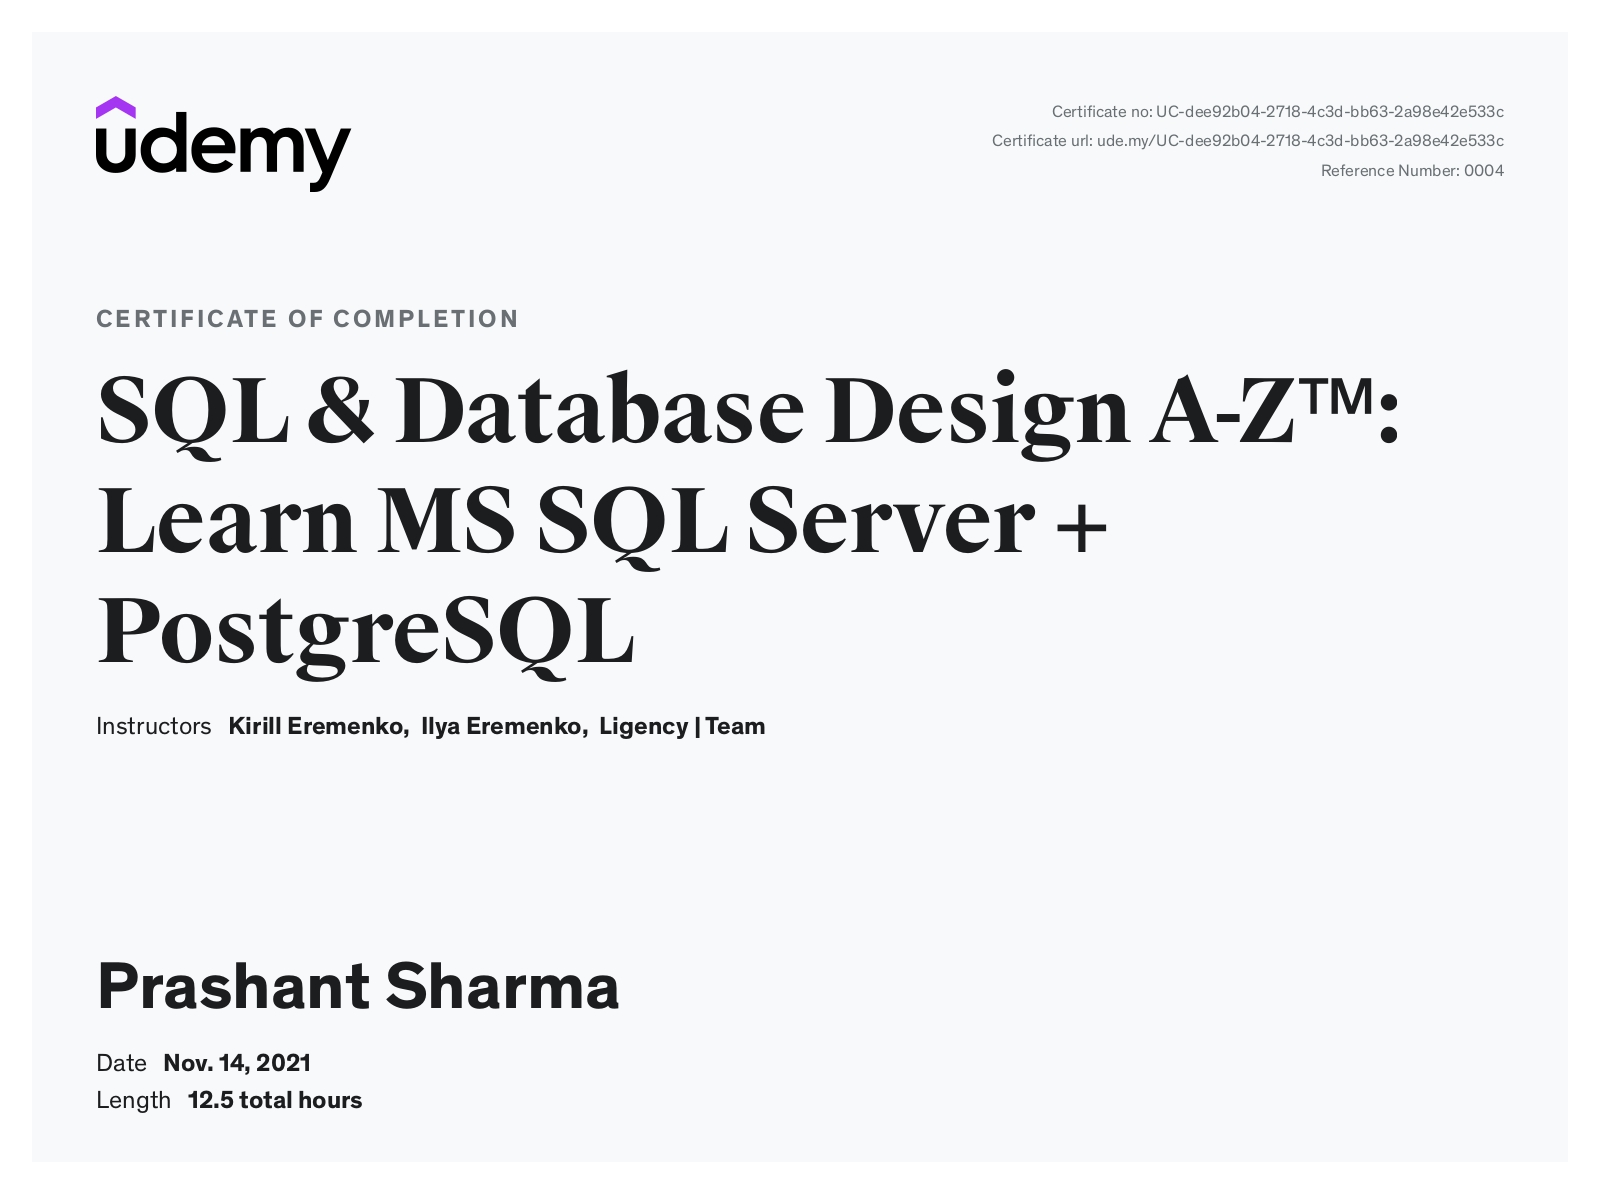 udemy
Certificate no: UC-dee92b04-2718-4c3d-bb63-2a98e42e533c
Certificate url: ude.my/UC-dee92b04-2718-4c3d-bb63-2a98e42e533c
Reference Number: 0004
CERTIFICATE OF COMPLETION
SQL & Database Design A-Z™:
Learn MS SQL Server +
PostgreSQL
Instructors Kirill Eremenko, Ilya Eremenko, Ligency | Team
Prashant Sharma
Date Nov. 14, 2021
Length 12.5 total hours